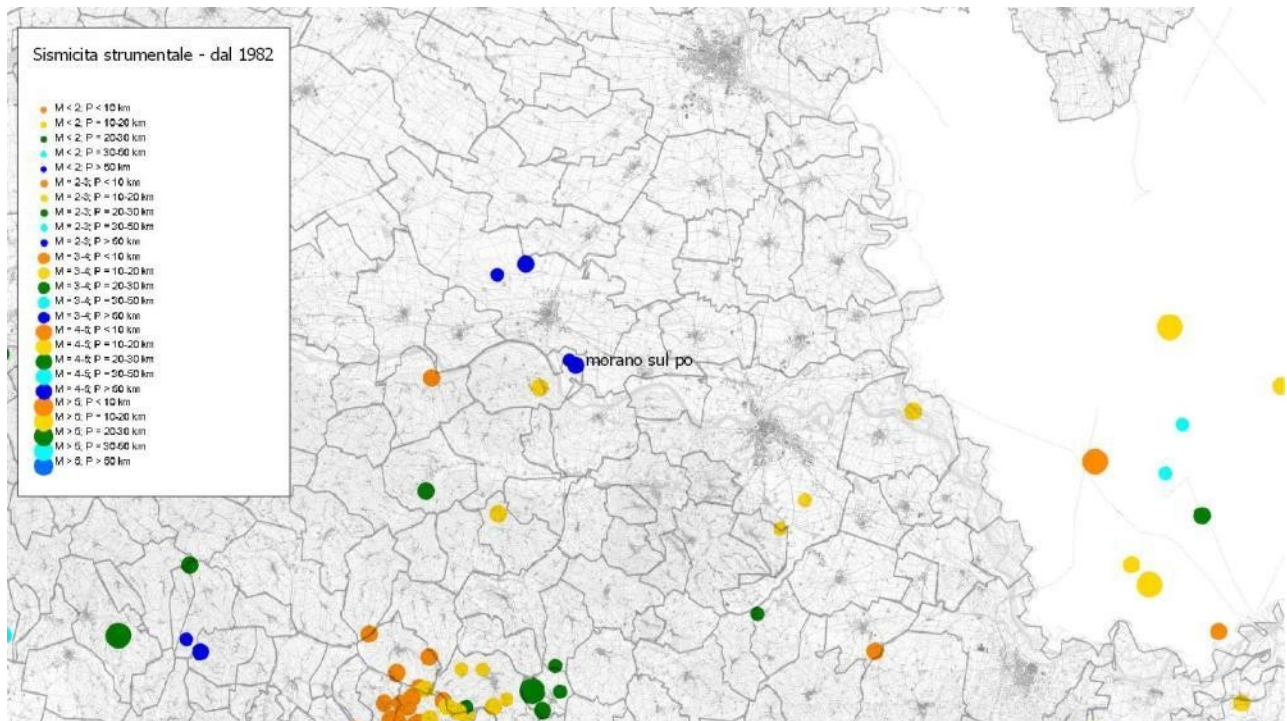 Sismicita strumentale - dal 1982
M < 2; P < 10 km
M < 2; P = 10-20 km
M < 2; P = 20-30 km
M < 2; P = 30-50 km
M < 2; P > 50 km
M = 2-3; P < 10 km
M = 2-3; P = 10-20 km
M = 2-3; P = 20-30 km
M = 2-3; P = 30-50 km
M = 2-3; P > 50 km
M = 3-4; P < 10 km
M = 3-4; P = 10-20 km
M = 3-4; P = 20-30 km
M = 3-4; P = 30-50 km
M = 3-4; P > 50 km
M = 4-5; P < 10 km
M = 4-5; P = 10-20 km
M = 4-5; P = 20-30 km
M = 4-5; P = 30-50 km
M = 4-5; P > 50 km
M > 5; P < 10 km
M > 5; P = 10-20 km
M > 5; P = 20-30 km
M > 5; P = 30-50 km
M > 5; P > 50 km
morano sul po